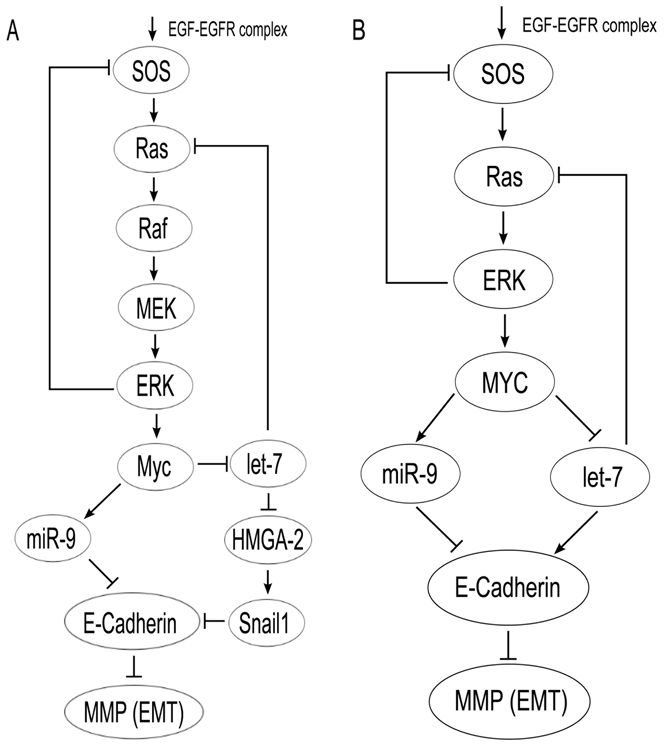 A
EGF-EGFR complex
SOS
Ras
Raf
MEK
ERK
Myc
let-7
miR-9
HMGA-2
E-Cadherin
Snail1
MMP (EMT)
B
EGF-EGFR complex
SOS
Ras
ERK
MYC
miR-9
let-7
E-Cadherin
MMP (EMT)